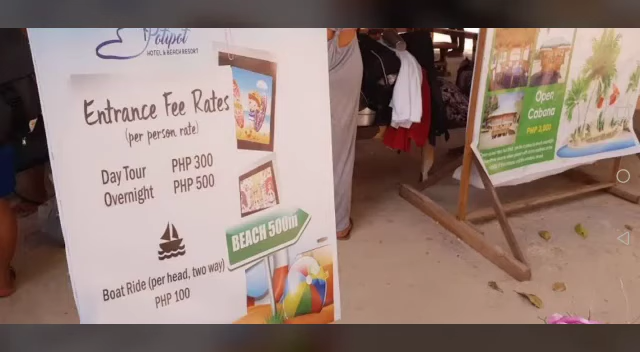 Potipot
HOTEL & BEACH RESORT
Entrance Fee Rates
(per person rate)
Day Tour PHP 300
Overnight PHP 500
BEACH 500m
Boat Ride (per head, two way)
PHP 100
Open
Cabana